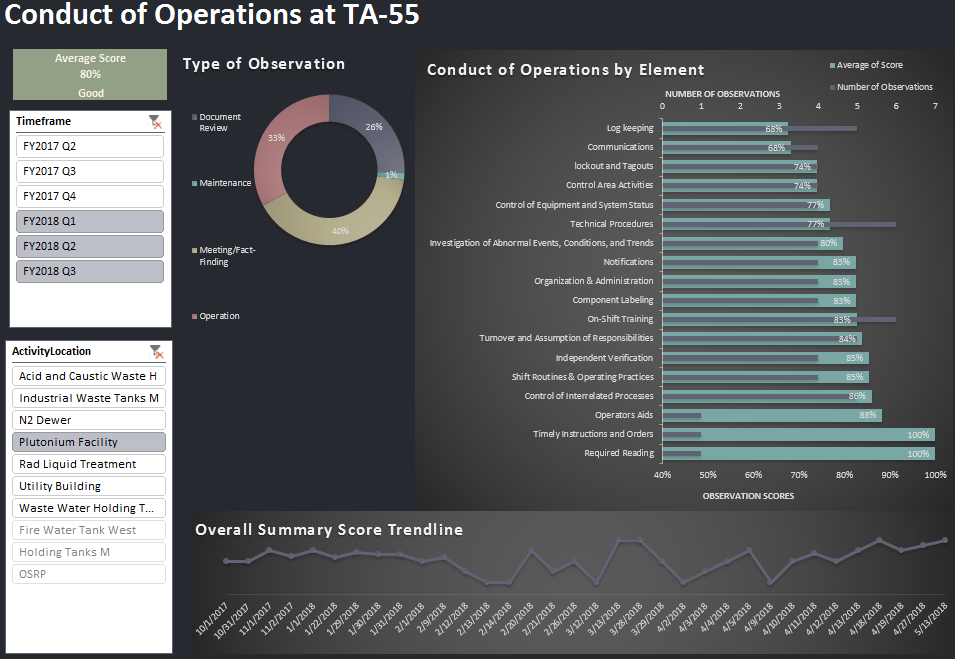 Conduct of Operations at TA-55
Average Score
80%
Good
Timeframe
FY2017 Q2
FY2017 Q3
FY2017 Q4
FY2018 Q1
FY2018 Q2
FY2018 Q3
ActivityLocation
Acid and Caustic Waste H
Industrial Waste Tanks M
N2 Dewer
Plutonium Facility
Rad Liquid Treatment
Utility Building
Waste Water Holding T...
Fire Water Tank West
Holding Tanks M
OSRP
Type of Observation
Document
Review
Maintenance
Meeting/Fact-
Finding
Operation
26%
1%
40%
33%
Conduct of Operations by Element
Average of Score
Number of Observations
NUMBER OF OBSERVATIONS
0 1 2 3 4 5 6 7
Log keeping 68%
Communications 68%
lockout and Tagouts 74%
Control Area Activities 74%
Control of Equipment and System Status 77%
Technical Procedures 77%
Investigation of Abnormal Events, Conditions, and Trends 80%
Notifications 83%
Organization & Administration 83%
Component Labeling 83%
On-Shift Training 83%
Turnover and Assumption of Responsibilities 84%
Independent Verification 85%
Shift Routines & Operating Practices 85%
Control of Interrelated Processes 86%
Operators Aids 88%
Timely Instructions and Orders 100%
Required Reading 100%
40% 50% 60% 70% 80% 90% 100%
OBSERVATION SCORES
Overall Summary Score Trendline
10/1/2017
10/31/2017
11/1/2017
11/2/2017
1/1/2018
1/22/2018
1/29/2018
1/30/2018
1/31/2018
2/1/2018
2/9/2018
2/12/2018
2/13/2018
2/14/2018
2/20/2018
2/21/2018
2/26/2018
3/12/2018
3/13/2018
3/28/2018
3/29/2018
4/2/2018
4/3/2018
4/4/2018
4/5/2018
4/9/2018
4/10/2018
4/11/2018
4/12/2018
4/13/2018
4/18/2018
4/19/2018
4/27/2018
5/13/2018